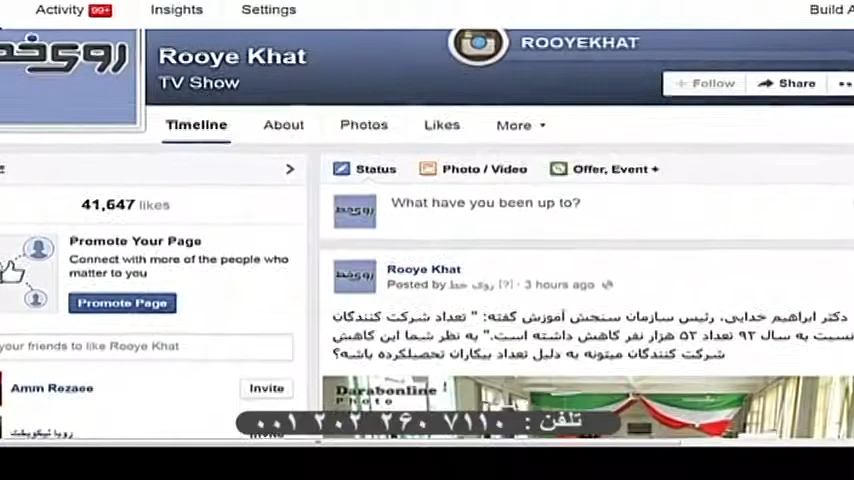 Activity 99+ Insights Settings Build A
روی خط
Rooye Khat
TV Show
ROOYEKHAT
+ Follow Share
Timeline About Photos Likes More
Status Photo / Video Offer, Event +
41,647 likes
What have you been up to?
Promote Your Page
Connect with more of the people who
matter to you
Promote Page
روی خط
Rooye Khat
Posted by روی خط [?] · 3 hours ago
دکتر ابراهیم خدایی، رئیس سازمان سنجش آموزش گفته: " تعداد شرکت کنندگان
نسبت به سال ۹۲ تعداد ۵۲ هزار نفر کاهش داشته است." به نظر شما این کاهش
شرکت کنندگان میتونه به دلیل تعداد بیکاران تحصیلکرده باشه؟
your friends to like Rooye Khat
Amm Rezaee Invite
Darabonline
Photo
تلفن : ۰۰۱ ۲۰۲ ۲۶۰ ۷۱۱۰
Invite